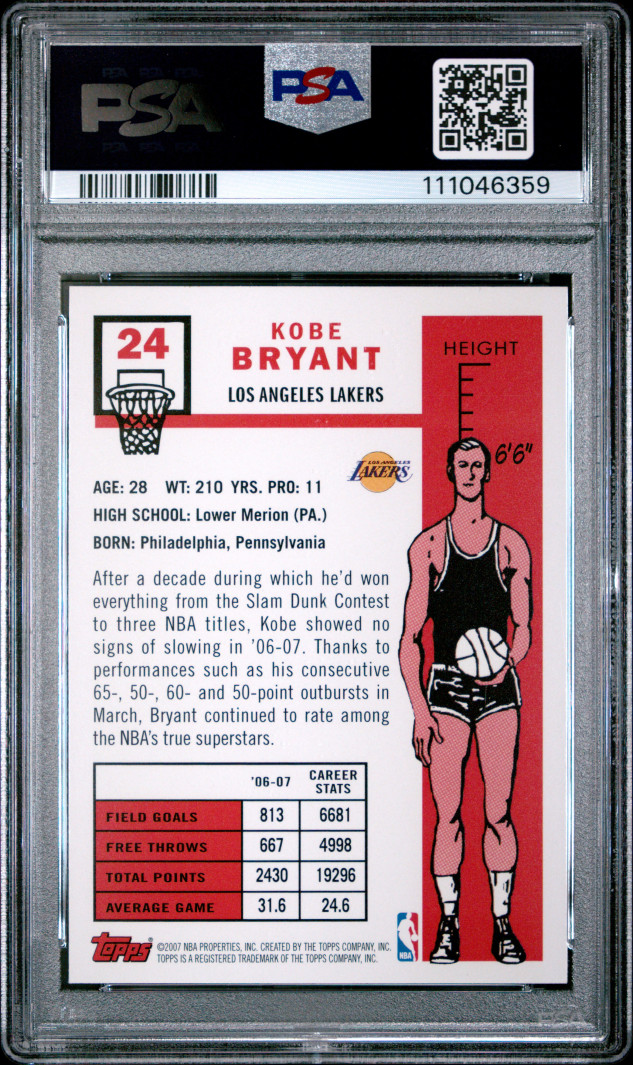 PSA
PSA
111046359
24
KOBE
BRYANT
LOS ANGELES LAKERS
HEIGHT
6'6"
LOS ANGELES
LAKERS
AGE: 28 WT: 210 YRS. PRO: 11
HIGH SCHOOL: Lower Merion (PA.)
BORN: Philadelphia, Pennsylvania
After a decade during which he'd won
everything from the Slam Dunk Contest
to three NBA titles, Kobe showed no
signs of slowing in '06-07. Thanks to
performances such as his consecutive
65-, 50-, 60- and 50-point outbursts in
March, Bryant continued to rate among
the NBA's true superstars.
'06-07 CAREER STATS
FIELD GOALS 813 6681
FREE THROWS 667 4998
TOTAL POINTS 2430 19296
AVERAGE GAME 31.6 24.6
Topps ©2007 NBA PROPERTIES, INC. CREATED BY THE TOPPS COMPANY, INC.
TOPPS IS A REGISTERED TRADEMARK OF THE TOPPS COMPANY, INC.
NBA
PSA